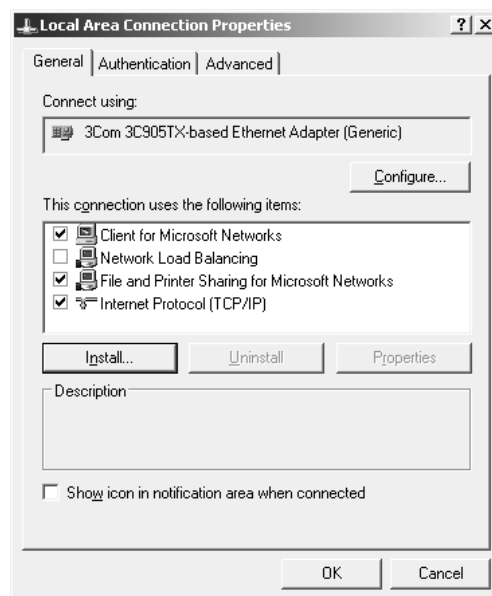 Local Area Connection Properties
? X
General Authentication Advanced
Connect using:
3Com 3C905TX-based Ethernet Adapter (Generic)
Configure...
This connection uses the following items:
Client for Microsoft Networks
Network Load Balancing
File and Printer Sharing for Microsoft Networks
Internet Protocol (TCP/IP)
Install... Uninstall Properties
Description
Show icon in notification area when connected
OK Cancel